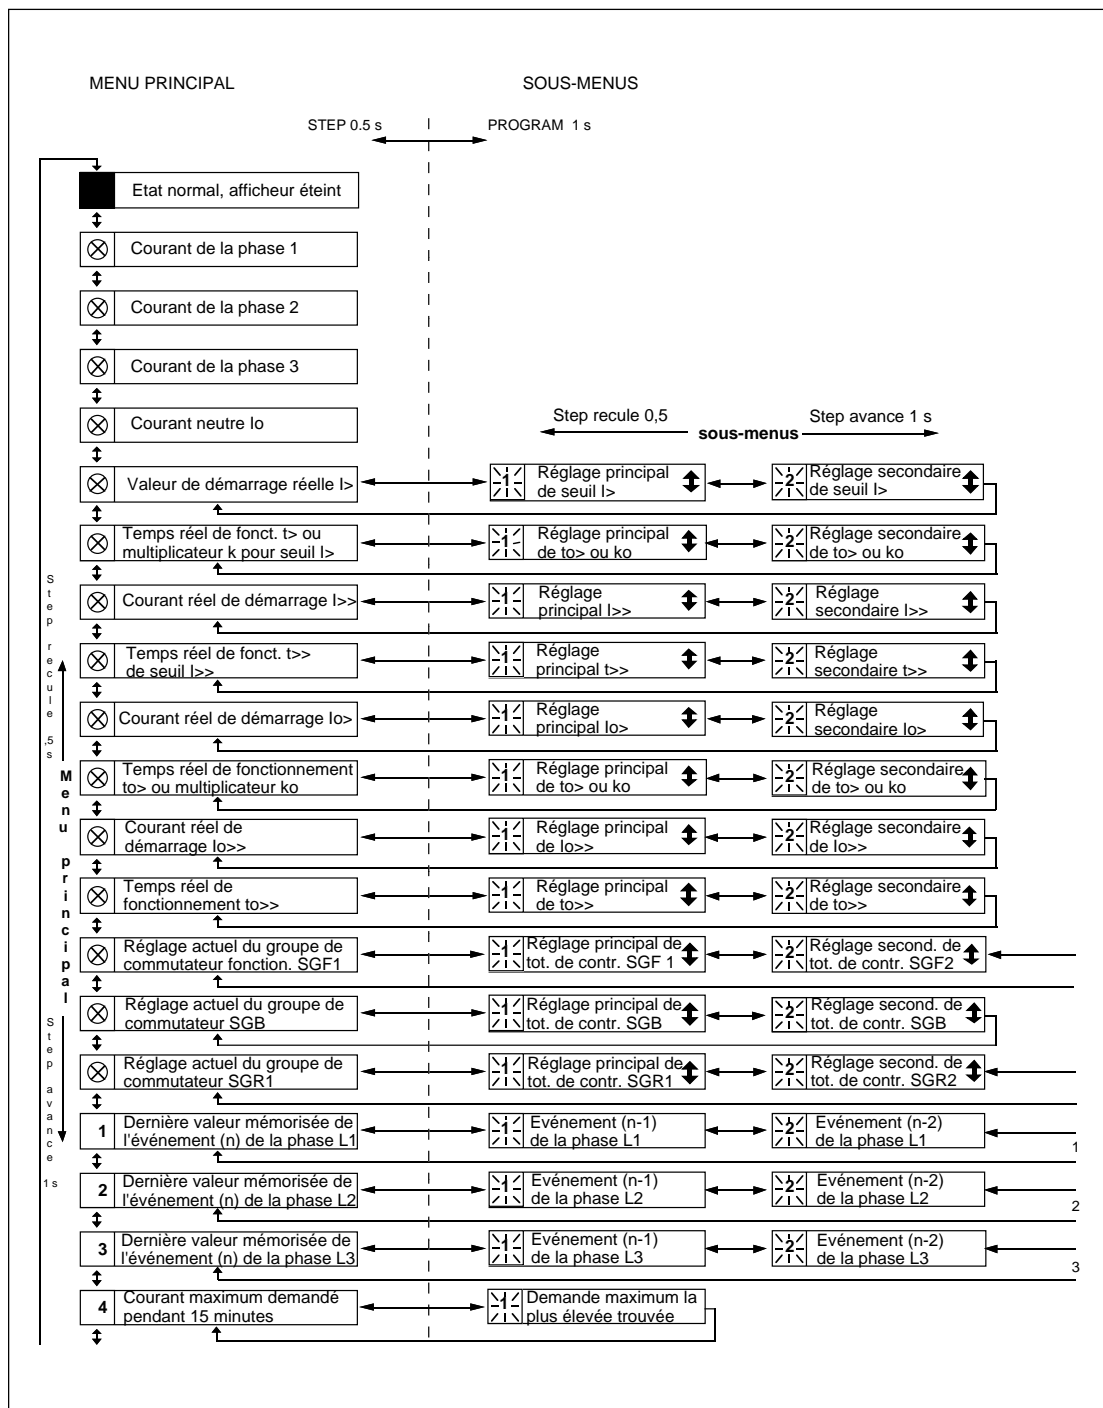 MENU PRINCIPAL
SOUS-MENUS
STEP 0.5 s
PROGRAM 1 s
Etat normal, afficheur éteint
Courant de la phase 1
Courant de la phase 2
Courant de la phase 3
Courant neutre Io
Step recule 0,5
sous-menus
Step avance 1 s
Valeur de démarrage réelle I>
1
Réglage principal
de seuil I>
2
Réglage secondaire
de seuil I>
Temps réel de fonct. t> ou
multiplicateur k pour seuil I>
1
Réglage principal
de to> ou ko
2
Réglage secondaire
de to> ou ko
Courant réel de démarrage I>>
1
Réglage
principal I>>
2
Réglage
secondaire I>>
Temps réel de fonct. t>>
de seuil I>>
1
Réglage
principal t>>
2
Réglage
secondaire t>>
Courant réel de démarrage Io>
1
Réglage
principal Io>
2
Réglage
secondaire Io>
Temps réel de fonctionnement
to> ou multiplicateur ko
1
Réglage principal
de to> ou ko
2
Réglage secondaire
de to> ou ko
Courant réel de
démarrage Io>>
1
Réglage principal
de Io>>
2
Réglage secondaire
de Io>>
Temps réel de
fonctionnement to>>
1
Réglage principal
de to>>
2
Réglage secondaire
de to>>
Réglage actuel du groupe de
commutateur fonction. SGF1
1
Réglage principal de
tot. de contr. SGF 1
2
Réglage second. de
tot. de contr. SGF2
Réglage actuel du groupe de
commutateur SGB
1
Réglage principal de
tot. de contr. SGB
2
Réglage second. de
tot. de contr. SGB
Réglage actuel du groupe de
commutateur SGR1
1
Réglage principal de
tot. de contr. SGR1
2
Réglage second. de
tot. de contr. SGR2
1
Dernière valeur mémorisée de
l'événement (n) de la phase L1
1
Evénement (n-1)
de la phase L1
2
Evénement (n-2)
de la phase L1
1
2
Dernière valeur mémorisée de
l'événement (n) de la phase L2
1
Evénement (n-1)
de la phase L2
2
Evénement (n-2)
de la phase L2
2
3
Dernière valeur mémorisée de
l'événement (n) de la phase L3
1
Evénement (n-1)
de la phase L3
2
Evénement (n-2)
de la phase L3
3
4
Courant maximum demandé
pendant 15 minutes
1
Demande maximum la
plus élevée trouvée
Step recule ,5s
Menu principal
Step avance 1 s